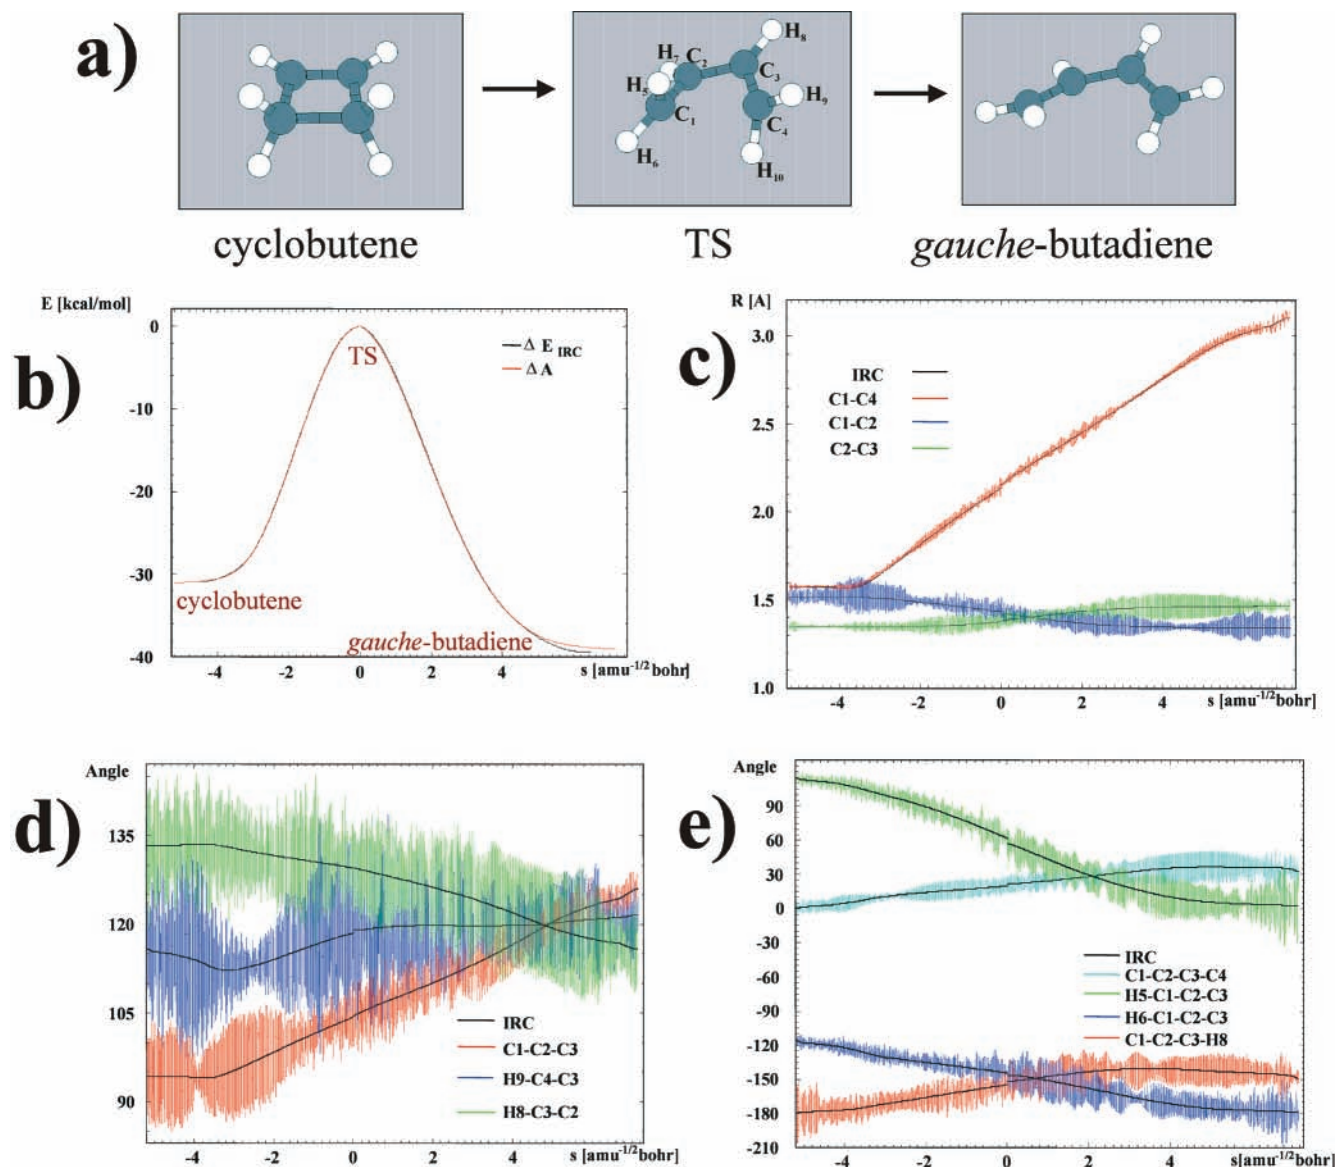 a)
H8
H7 C2
C3
H5
H9
C1
C4
H6
H10
cyclobutene
TS
gauche-butadiene
b)
E [kcal/mol]
0
-10
-20
-30
-40
TS
Δ E IRC
Δ A
cyclobutene
gauche-butadiene
-4 -2 0 2 4 s [amu-1/2 bohr]
c)
R [A]
3.0
2.5
2.0
1.5
1.0
IRC
C1-C4
C1-C2
C2-C3
-4 -2 0 2 4 s [amu-1/2 bohr]
d)
Angle
135
120
105
90
IRC
C1-C2-C3
H9-C4-C3
H8-C3-C2
-4 -2 0 2 4 s [amu-1/2 bohr]
e)
Angle
90
60
30
0
-30
-60
-90
-120
-150
-180
-210
IRC
C1-C2-C3-C4
H5-C1-C2-C3
H6-C1-C2-C3
C1-C2-C3-H8
-4 -2 0 2 4 s [amu-1/2 bohr]